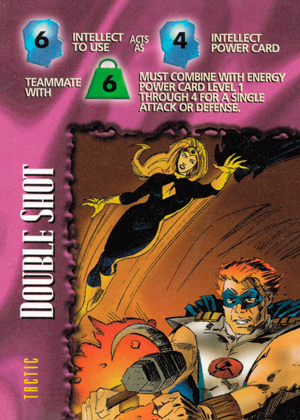 6 INTELLECT TO USE ACTS AS 4 INTELLECT POWER CARD
TEAMMATE WITH 6 MUST COMBINE WITH ENERGY
POWER CARD LEVEL 1
THROUGH 4 FOR A SINGLE
ATTACK OR DEFENSE.
DOUBLE SHOT
TACTIC